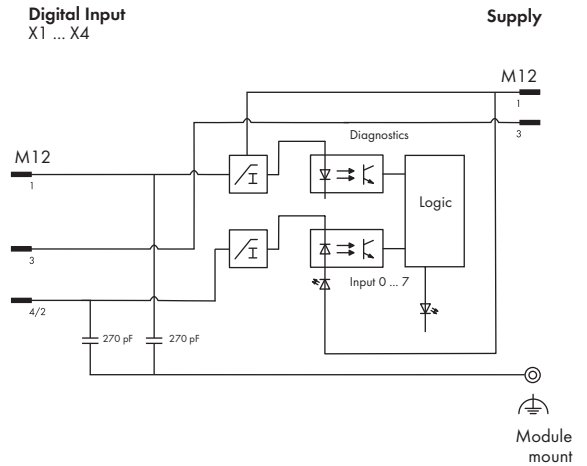 Digital Input
X1 ... X4
Supply
M12
1
3
Diagnostics
M12
1
I
Logic
3
I
Input 0 ... 7
4/2
270 pF
270 pF
Module
mount